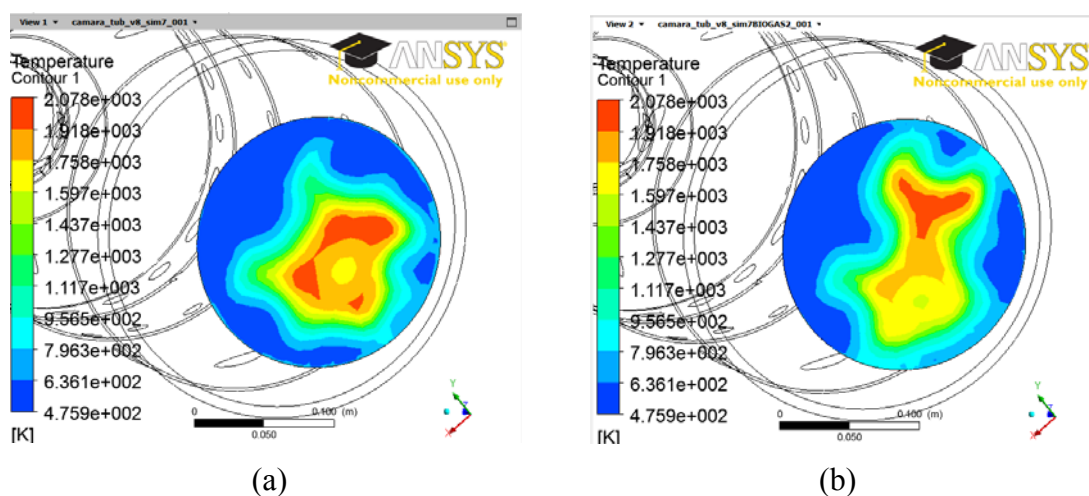 View 1 camara_tub_v8_sim7_001
ANSYS
Noncommercial use only
Temperature
Contour 1
2.078e+003
1.918e+003
1.758e+003
1.597e+003
1.437e+003
1.277e+003
1.117e+003
9.565e+002
7.963e+002
6.361e+002
4.759e+002
[K]
0 0.100 (m)
0.050
Y
Z
X
(a)
View 2 camara_tub_v8_sim7BIOGAS2_001
ANSYS
Noncommercial use only
Temperature
Contour 1
2.078e+003
1.918e+003
1.758e+003
1.597e+003
1.437e+003
1.277e+003
1.117e+003
9.565e+002
7.963e+002
6.361e+002
4.759e+002
[K]
0 0.100 (m)
0.050
Y
Z
X
(b)